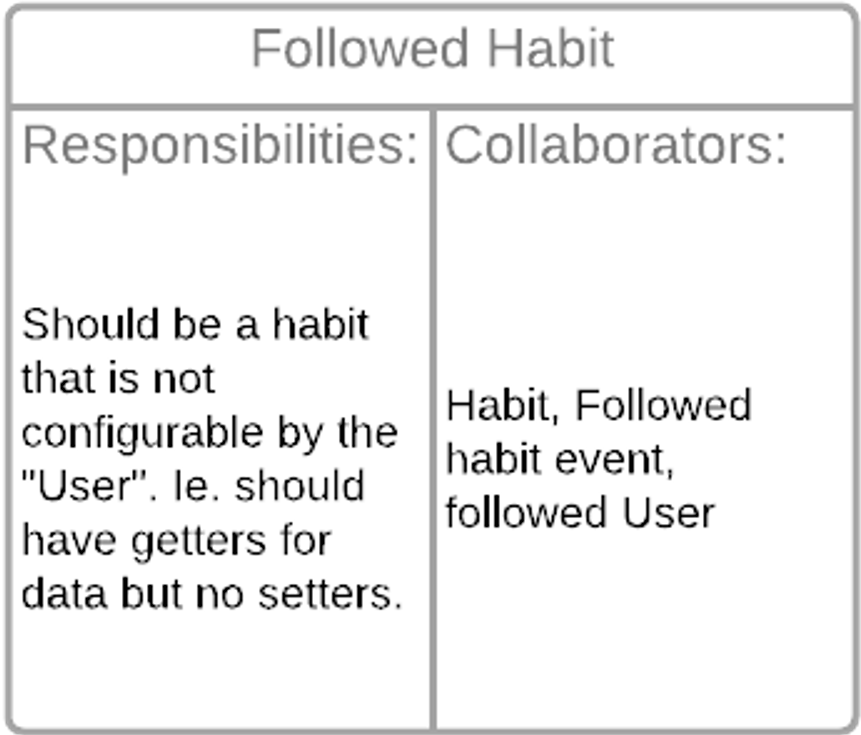 Followed Habit
Responsibilities:
Should be a habit
that is not
configurable by the
"User". Ie. should
have getters for
data but no setters.
Collaborators:
Habit, Followed
habit event,
followed User